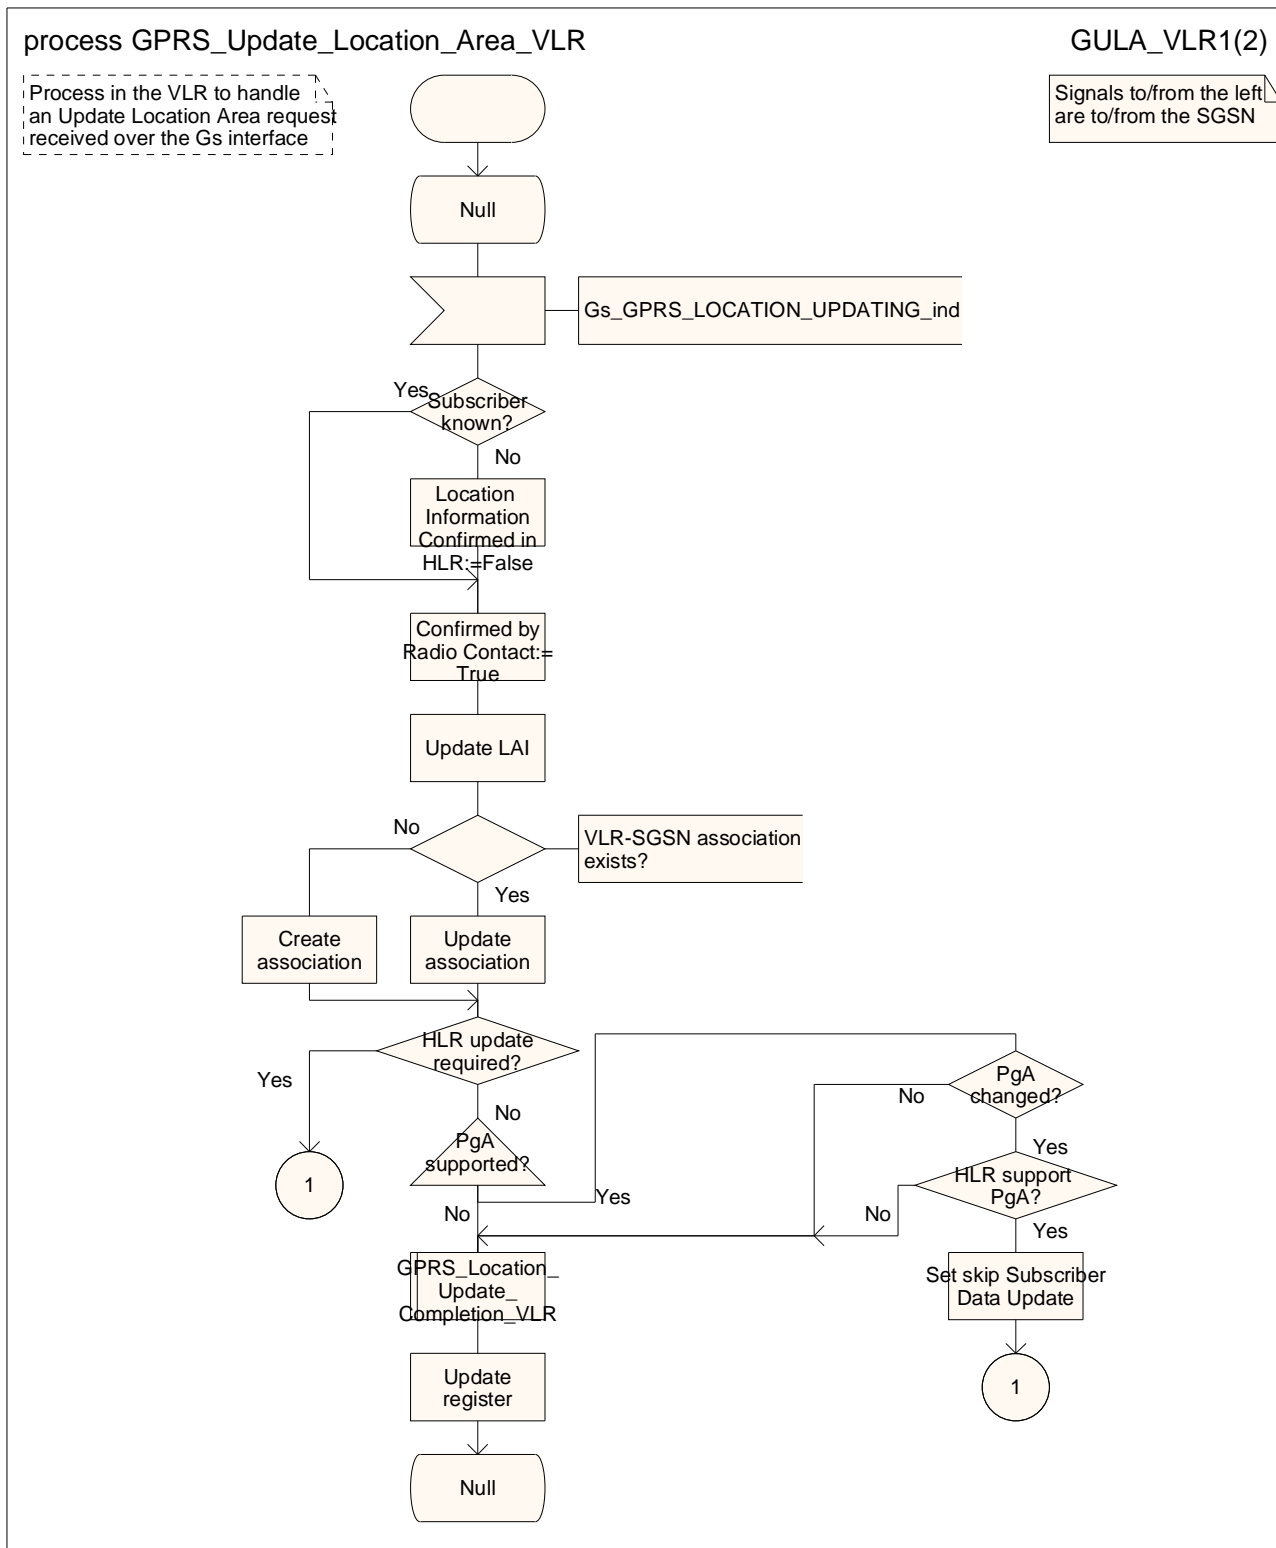 process GPRS_Update_Location_Area_VLR
GULA_VLR1(2)
Process in the VLR to handle
an Update Location Area request
received over the Gs interface
Signals to/from the left
are to/from the SGSN
Null
Gs_GPRS_LOCATION_UPDATING_ind
Yes
Subscriber
known?
No
Location
Information
Confirmed in
HLR:=False
Confirmed by
Radio Contact:=
True
Update LAI
No
VLR-SGSN association
exists?
Yes
Create
association
Update
association
HLR update
required?
Yes
No
PgA
changed?
No
Yes
PgA
supported?
1
Yes
No
HLR support
PgA?
No
Yes
GPRS_Location_
Update_
Completion_VLR
Set skip Subscriber
Data Update
Update
register
1
Null